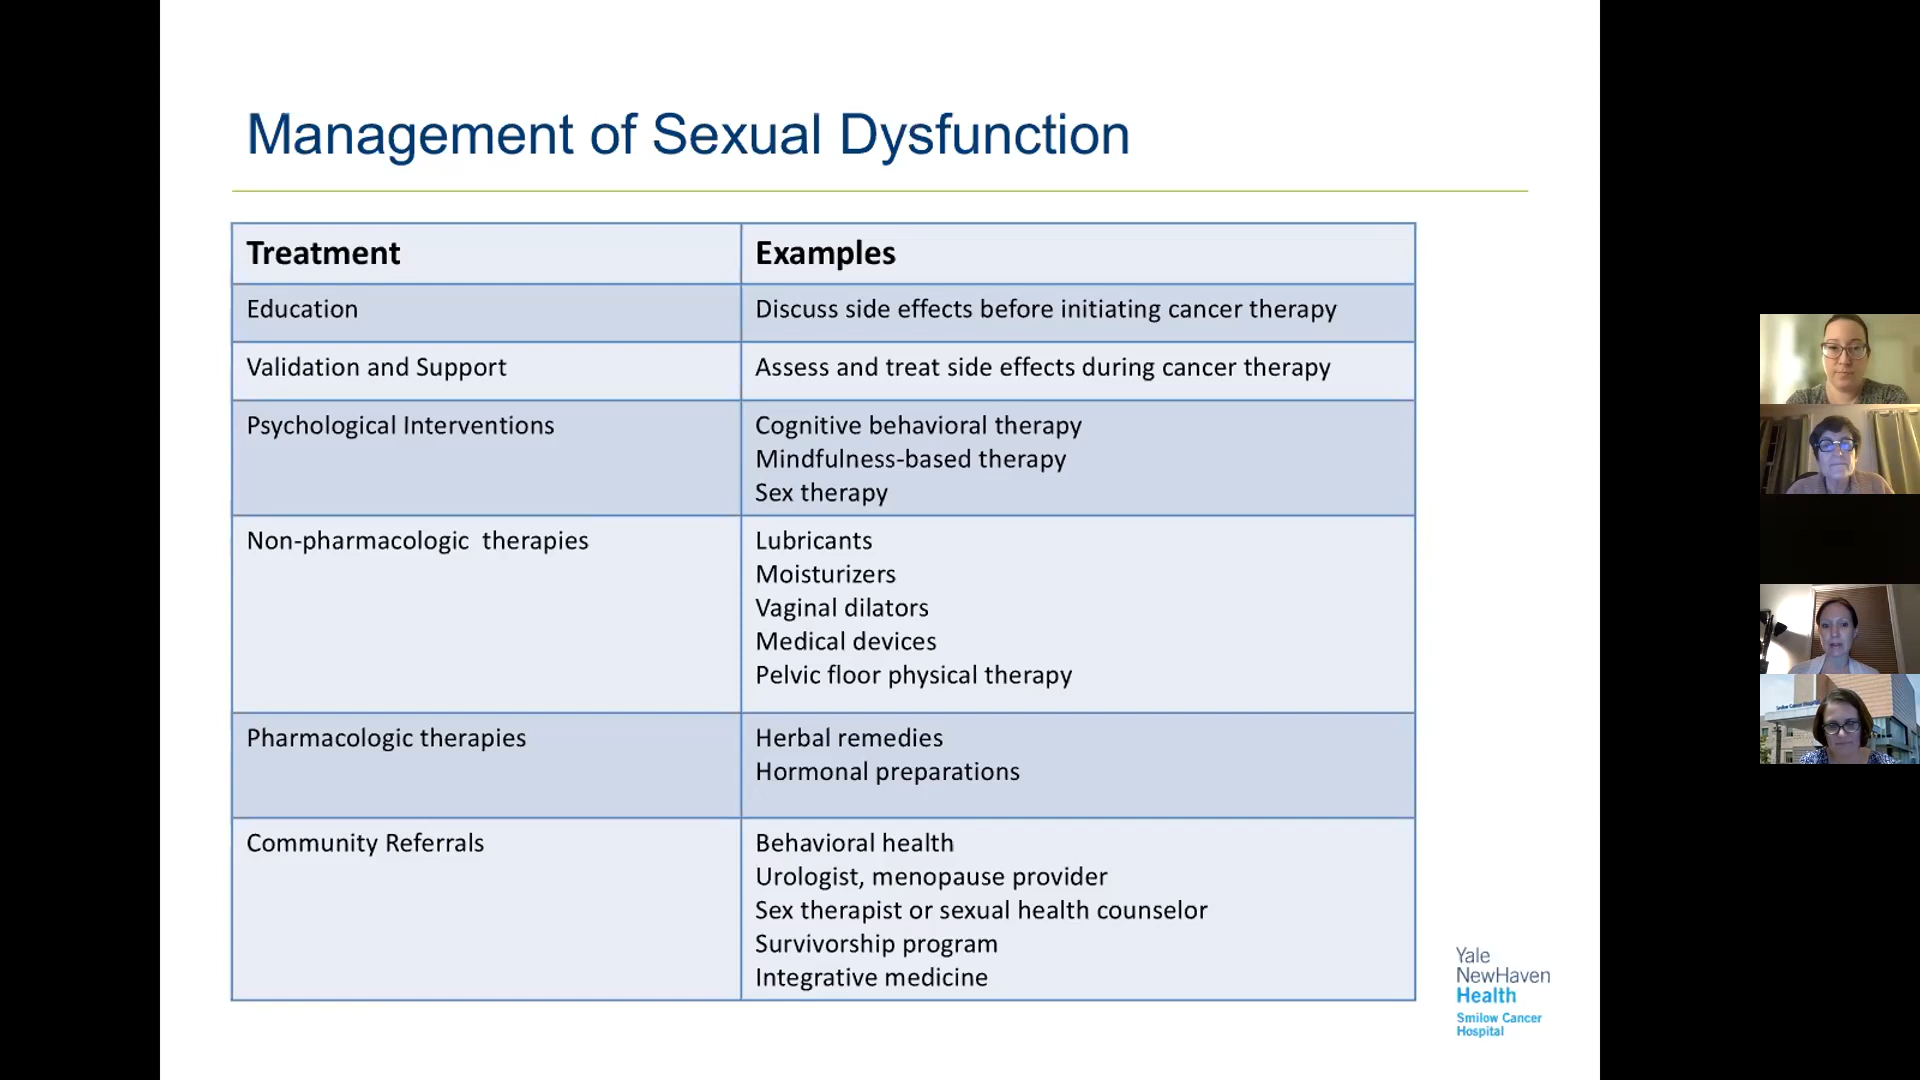 Management of Sexual Dysfunction
Treatment
Examples
Education
Discuss side effects before initiating cancer therapy
Validation and Support
Assess and treat side effects during cancer therapy
Psychological Interventions
Cognitive behavioral therapy
Mindfulness-based therapy
Sex therapy
Non-pharmacologic therapies
Lubricants
Moisturizers
Vaginal dilators
Medical devices
Pelvic floor physical therapy
Pharmacologic therapies
Herbal remedies
Hormonal preparations
Community Referrals
Behavioral health
Urologist, menopause provider
Sex therapist or sexual health counselor
Survivorship program
Integrative medicine
Yale
NewHaven
Health
Smilow Cancer
Hospital